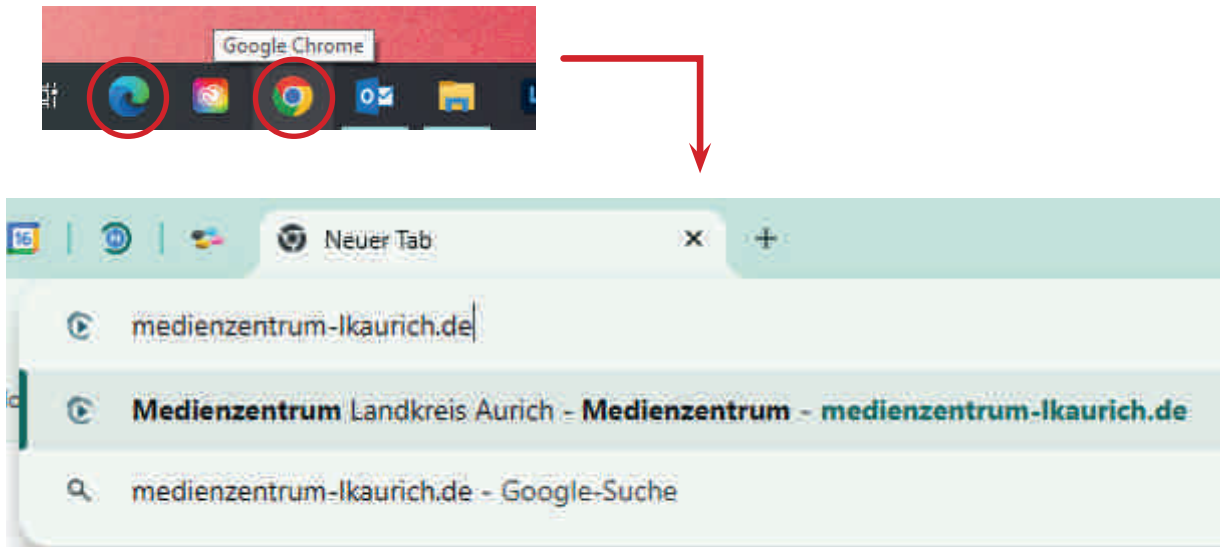 Google Chrome
16
Neuer Tab
medienzentrum-lkaurich.de
Medienzentrum Landkreis Aurich - Medienzentrum - medienzentrum-lkaurich.de
medienzentrum-lkaurich.de - Google-Suche